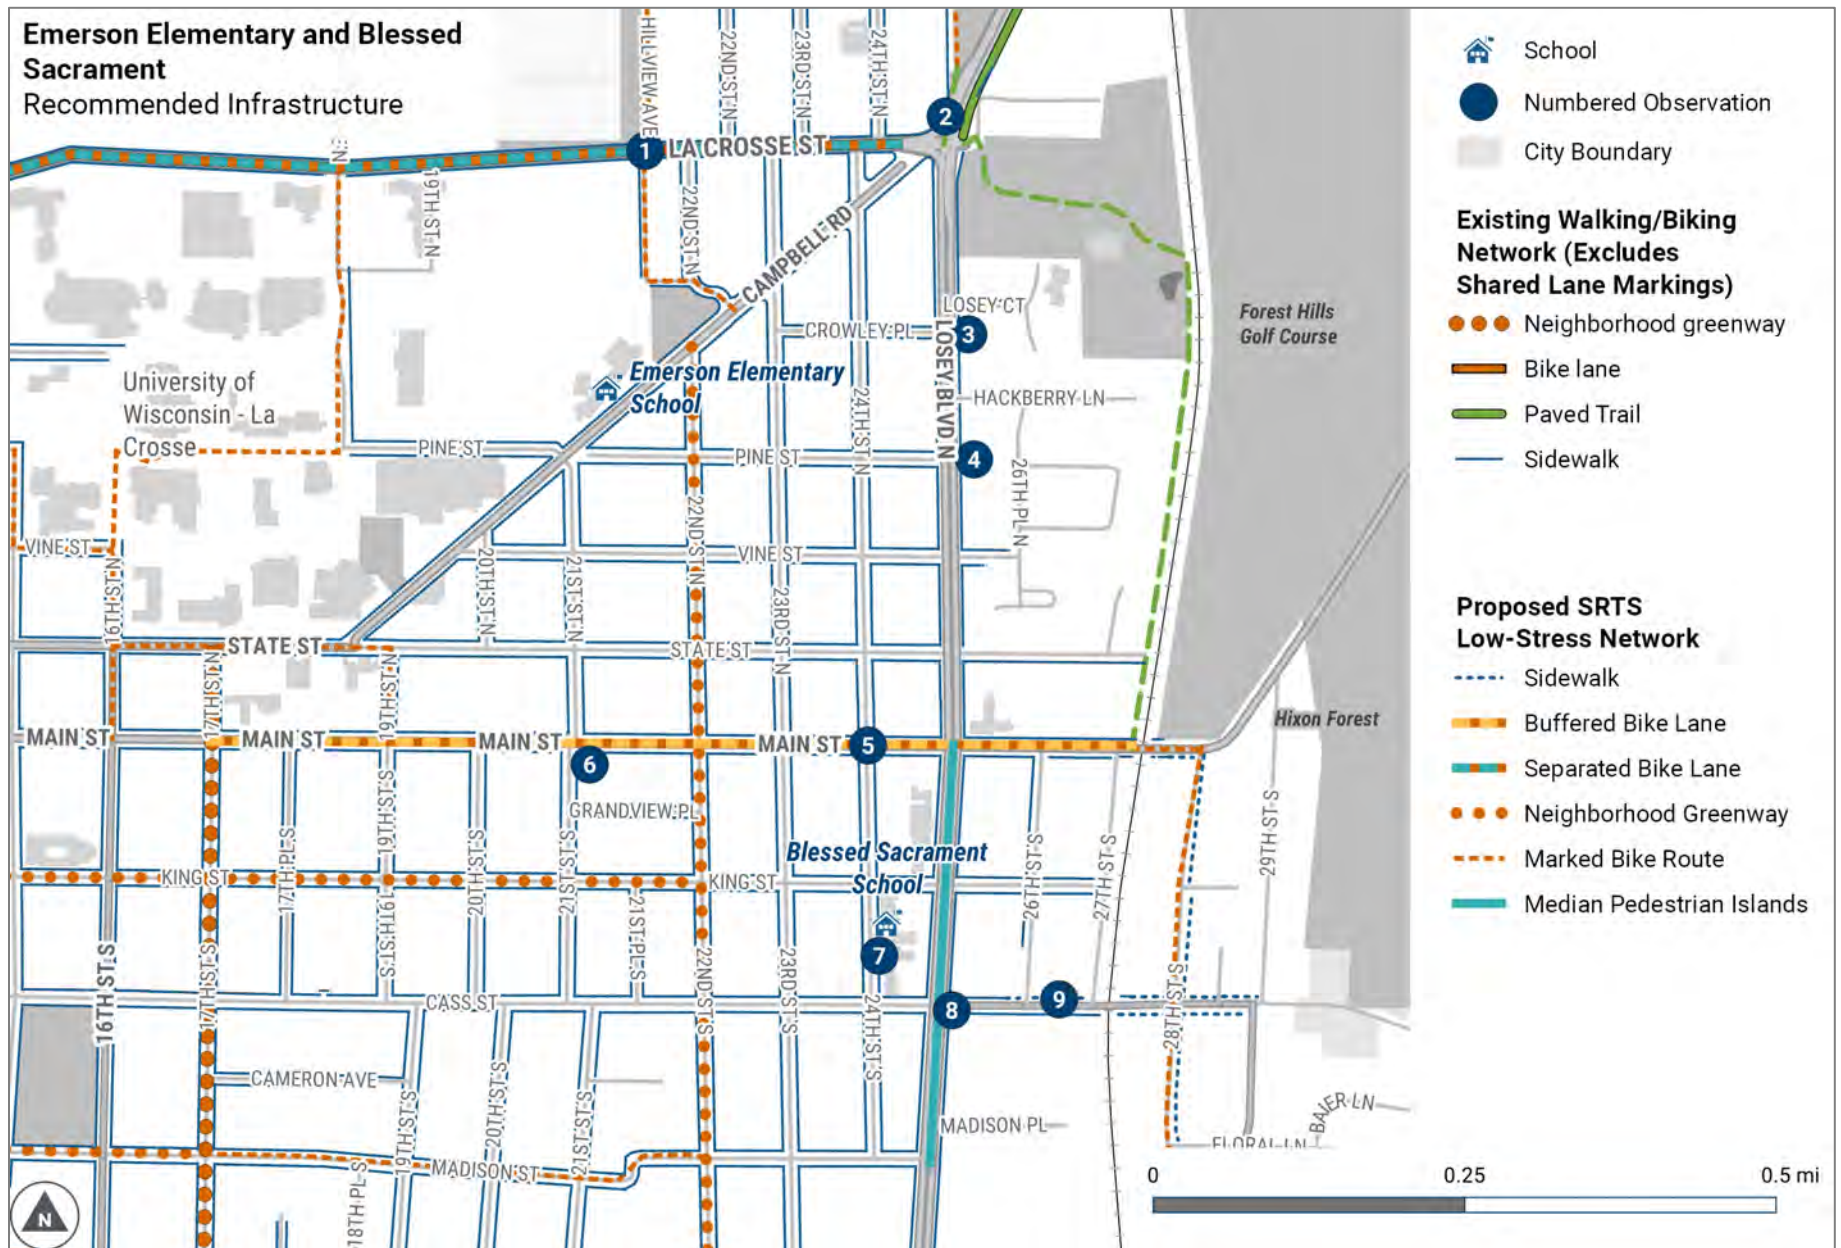 Emerson Elementary and Blessed
Sacrament
Recommended Infrastructure
HILLVIEW AVE
22ND ST N
23RD ST N
24TH ST N
2
1
LA CROSSE ST
19TH ST N
22ND ST N
CAMPBELL RD
LOSEY CT
CROWLEY PL
3
LOSEY BLVD N
Forest Hills
Golf Course
University of
Wisconsin - La
Crosse
Emerson Elementary
School
HACKBERRY LN
24TH ST N
PINE ST
PINE ST
4
26TH PL N
22ND ST N
VINE ST
VINE ST
16TH ST N
20TH ST N
21ST ST N
23RD ST N
STATE ST
STATE ST
17TH ST N
19TH ST N
Hixon Forest
MAIN ST
MAIN ST
MAIN ST
MAIN ST
5
6
GRANDVIEW PL
19TH ST S
17TH PL S
20TH ST S
21ST ST S
26TH ST S
27TH ST S
29TH ST S
Blessed Sacrament
School
KING ST
KING ST
19TH ST S
21ST PL S
7
16TH ST S
17TH ST S
22ND ST S
23RD ST S
24TH ST S
28TH ST S
CASS ST
8
9
CAMERON AVE
19TH ST S
20TH ST S
21ST ST S
MADISON PL
BAIER LN
FLORAL LN
MADISON ST
18TH PL S
N
0
0.25
0.5 mi
School
Numbered Observation
City Boundary
Existing Walking/Biking
Network (Excludes
Shared Lane Markings)
Neighborhood greenway
Bike lane
Paved Trail
Sidewalk
Proposed SRTS
Low-Stress Network
Sidewalk
Buffered Bike Lane
Separated Bike Lane
Neighborhood Greenway
Marked Bike Route
Median Pedestrian Islands